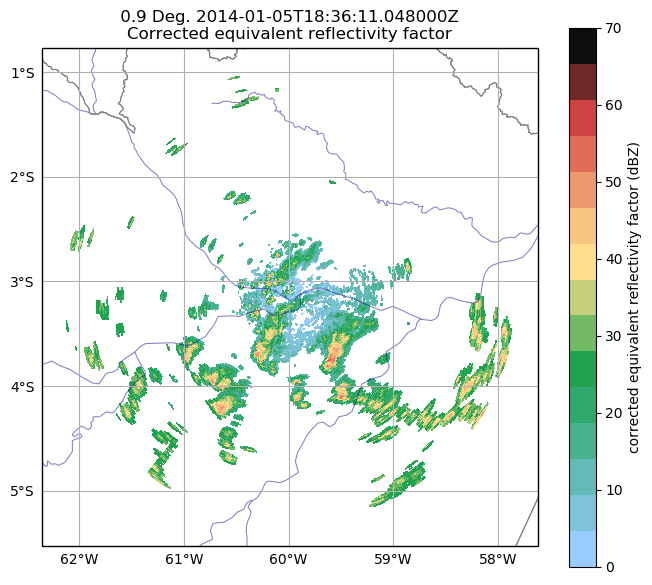 0.9 Deg. 2014-01-05T18:36:11.048000Z
Corrected equivalent reflectivity factor
1°S
2°S
3°S
4°S
5°S
62°W
61°W
60°W
59°W
58°W
70
60
50
40
30
20
10
0
corrected equivalent reflectivity factor (dBZ)